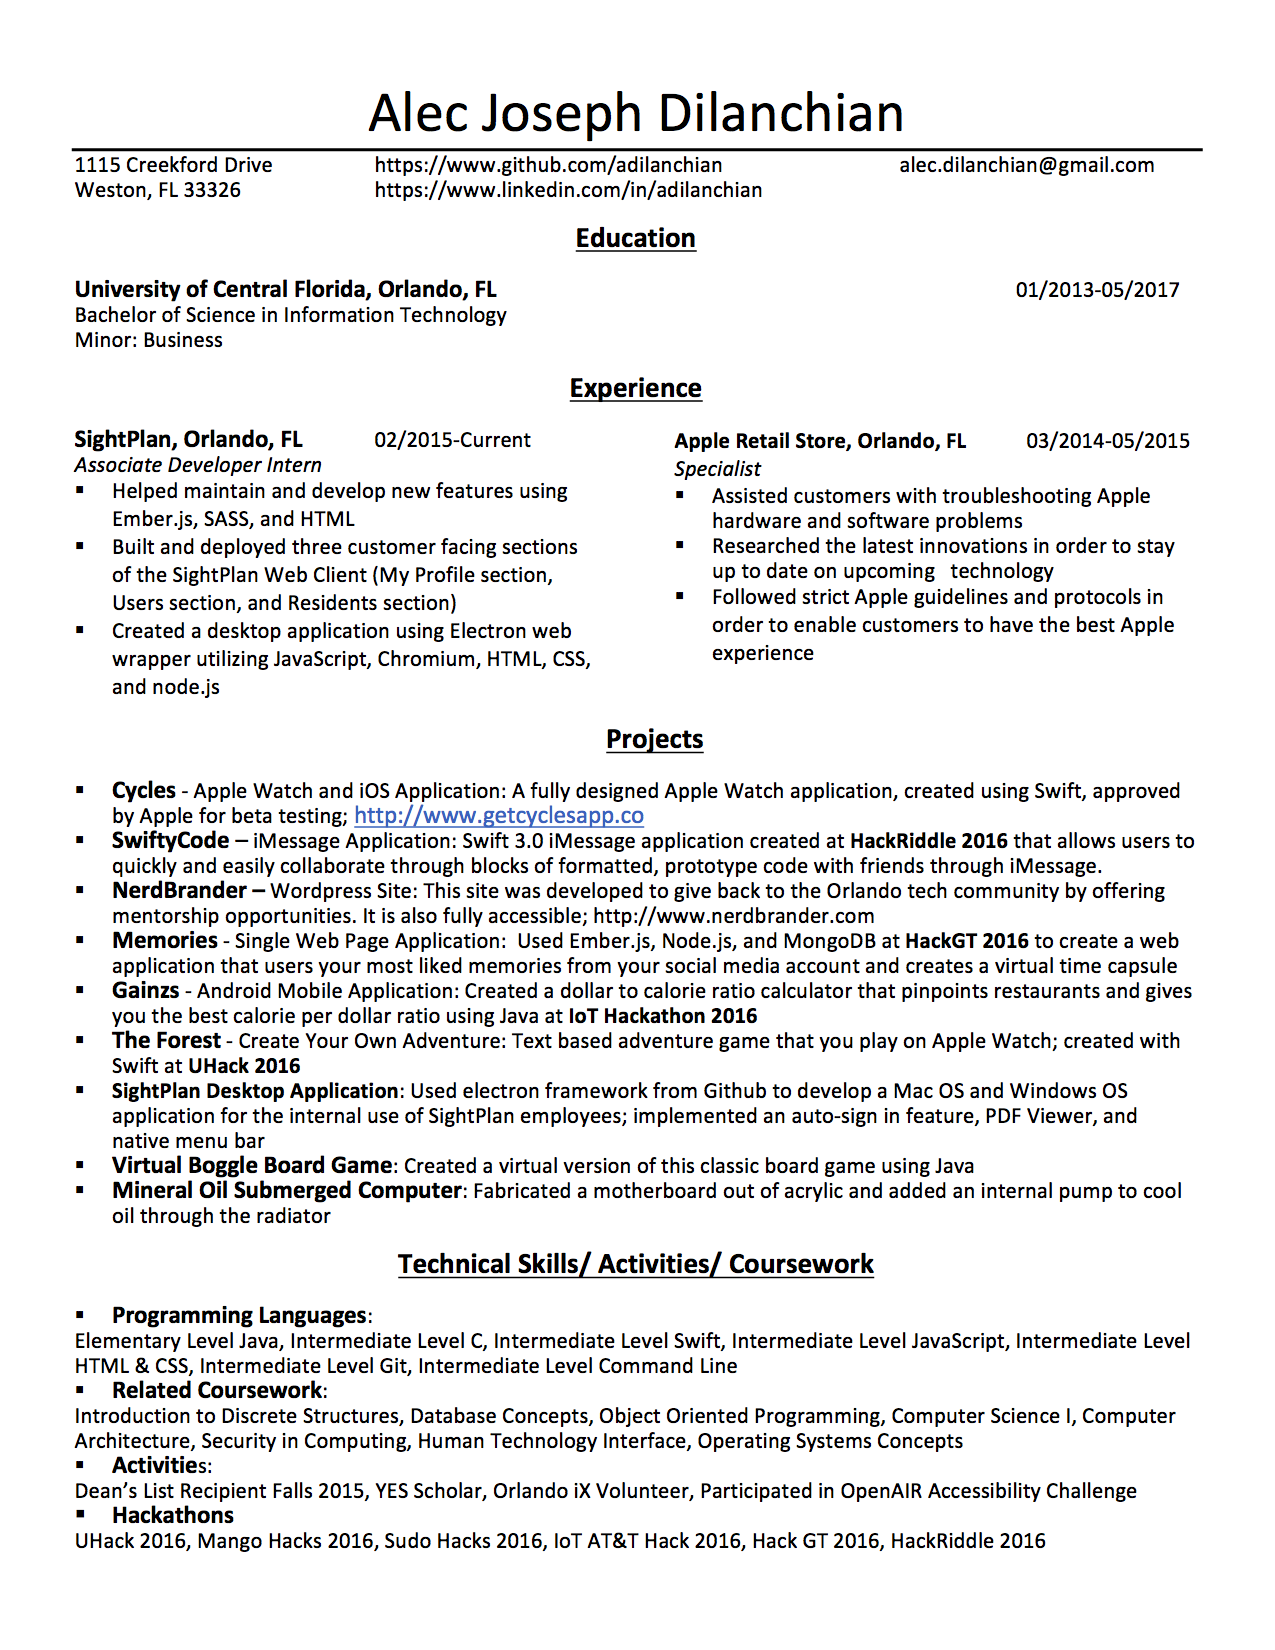 Alec Joseph Dilanchian
1115 Creekford Drive https://www.github.com/adilanchian alec.dilanchian@gmail.com
Weston, FL 33326 https://www.linkedin.com/in/adilanchian
Education
University of Central Florida, Orlando, FL 01/2013-05/2017
Bachelor of Science in Information Technology
Minor: Business
Experience
SightPlan, Orlando, FL 02/2015-Current
Associate Developer Intern
▪ Helped maintain and develop new features using
Ember.js, SASS, and HTML
▪ Built and deployed three customer facing sections
of the SightPlan Web Client (My Profile section,
Users section, and Residents section)
▪ Created a desktop application using Electron web
wrapper utilizing JavaScript, Chromium, HTML, CSS,
and node.js
Apple Retail Store, Orlando, FL 03/2014-05/2015
Specialist
▪ Assisted customers with troubleshooting Apple
hardware and software problems
▪ Researched the latest innovations in order to stay
up to date on upcoming technology
▪ Followed strict Apple guidelines and protocols in
order to enable customers to have the best Apple
experience
Projects
▪ Cycles - Apple Watch and iOS Application: A fully designed Apple Watch application, created using Swift, approved
by Apple for beta testing; http://www.getcyclesapp.co
▪ SwiftyCode – iMessage Application: Swift 3.0 iMessage application created at HackRiddle 2016 that allows users to
quickly and easily collaborate through blocks of formatted, prototype code with friends through iMessage.
▪ NerdBrander – Wordpress Site: This site was developed to give back to the Orlando tech community by offering
mentorship opportunities. It is also fully accessible; http://www.nerdbrander.com
▪ Memories - Single Web Page Application: Used Ember.js, Node.js, and MongoDB at HackGT 2016 to create a web
application that users your most liked memories from your social media account and creates a virtual time capsule
▪ Gainzs - Android Mobile Application: Created a dollar to calorie ratio calculator that pinpoints restaurants and gives
you the best calorie per dollar ratio using Java at IoT Hackathon 2016
▪ The Forest - Create Your Own Adventure: Text based adventure game that you play on Apple Watch; created with
Swift at UHack 2016
▪ SightPlan Desktop Application: Used electron framework from Github to develop a Mac OS and Windows OS
application for the internal use of SightPlan employees; implemented an auto-sign in feature, PDF Viewer, and
native menu bar
▪ Virtual Boggle Board Game: Created a virtual version of this classic board game using Java
▪ Mineral Oil Submerged Computer: Fabricated a motherboard out of acrylic and added an internal pump to cool
oil through the radiator
Technical Skills/ Activities/ Coursework
▪ Programming Languages:
Elementary Level Java, Intermediate Level C, Intermediate Level Swift, Intermediate Level JavaScript, Intermediate Level
HTML & CSS, Intermediate Level Git, Intermediate Level Command Line
▪ Related Coursework:
Introduction to Discrete Structures, Database Concepts, Object Oriented Programming, Computer Science I, Computer
Architecture, Security in Computing, Human Technology Interface, Operating Systems Concepts
▪ Activities:
Dean’s List Recipient Falls 2015, YES Scholar, Orlando iX Volunteer, Participated in OpenAIR Accessibility Challenge
▪ Hackathons
UHack 2016, Mango Hacks 2016, Sudo Hacks 2016, IoT AT&T Hack 2016, Hack GT 2016, HackRiddle 2016